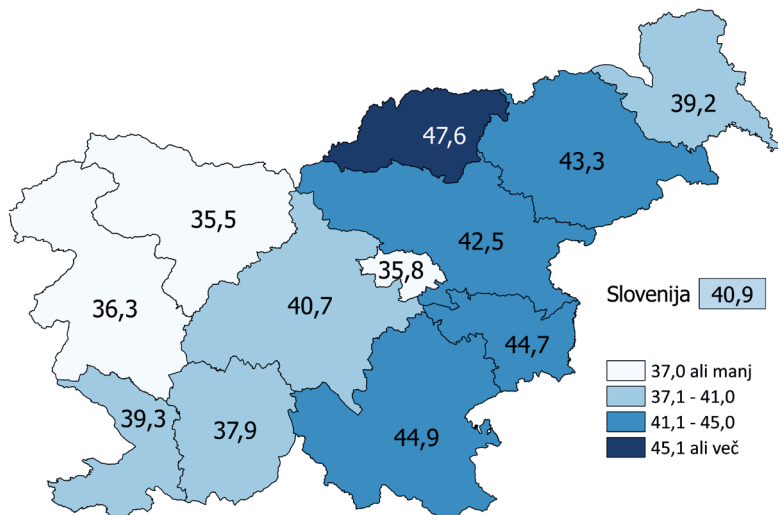 39,2
47,6
43,3
35,5
42,5
35,8
36,3
40,7
Slovenija 40,9
44,7
37,0 ali manj
37,1 - 41,0
41,1 - 45,0
45,1 ali več
39,3
37,9
44,9